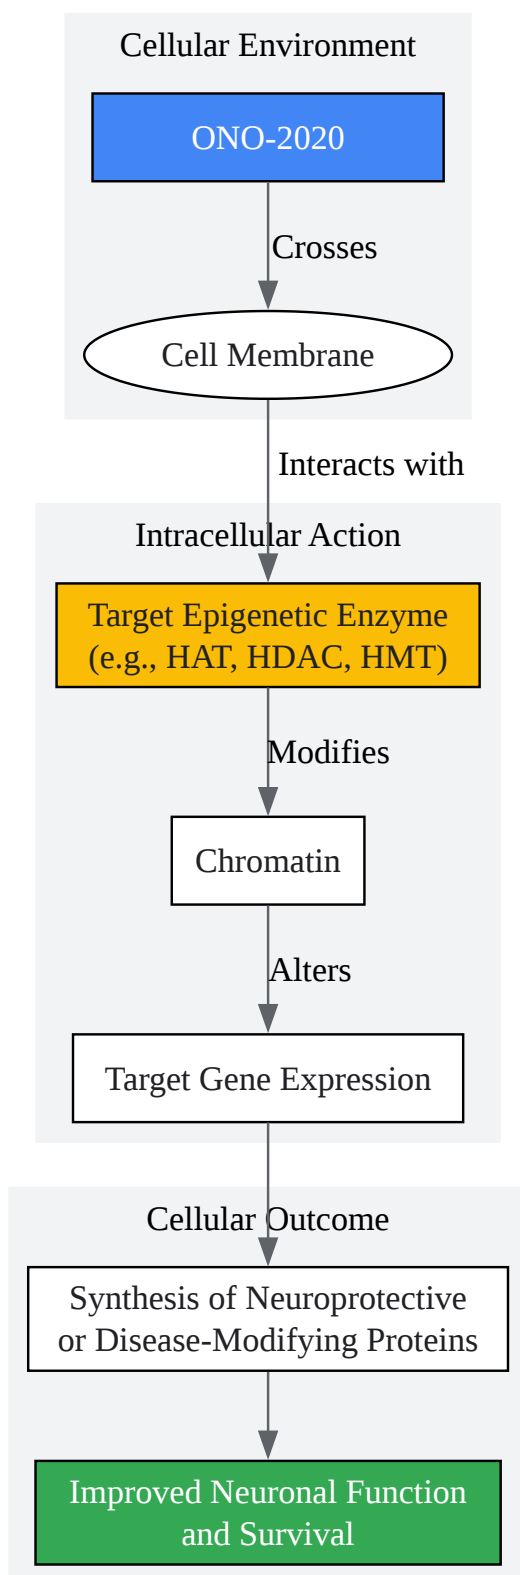 Cellular Environment
ONO-2020
Crosses
Cell Membrane
Interacts with
Intracellular Action
Target Epigenetic Enzyme
(e.g., HAT, HDAC, HMT)
Modifies
Chromatin
Alters
Target Gene Expression
Cellular Outcome
Synthesis of Neuroprotective
or Disease-Modifying Proteins
Improved Neuronal Function
and Survival